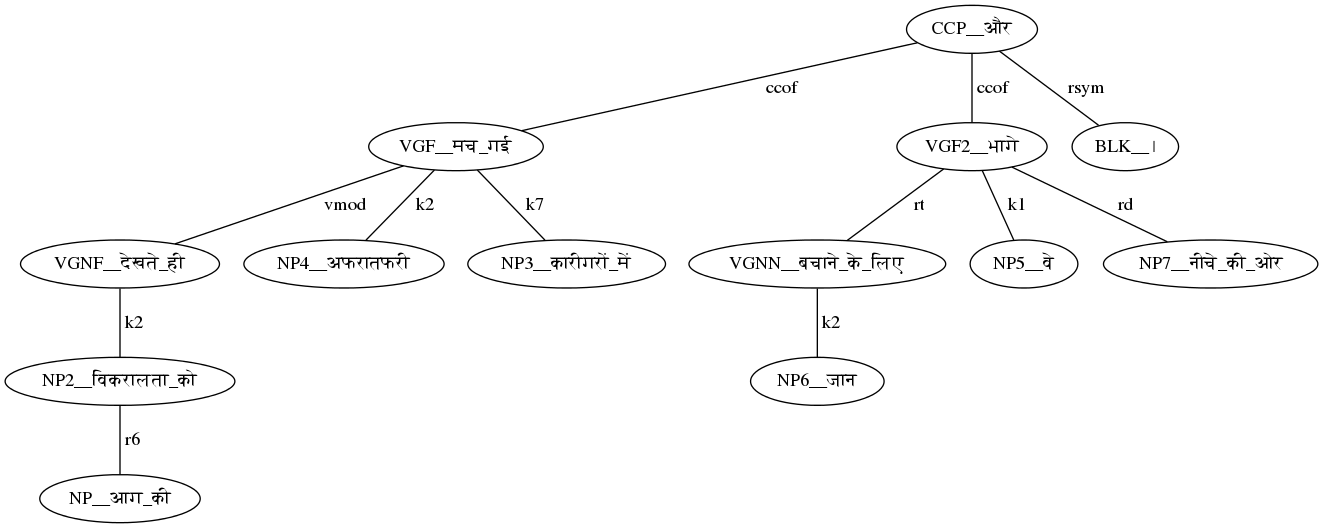 CCP__और
ccof ccof rsym
VGF__मच_गई VGF2__भागे BLK__।
vmod k2 k7 rt k1 rd
VGNF__देखते_ही NP4__अफरातफरी NP3__कारीगरों_में VGNN__बचाने_के_लिए NP5__वे NP7__नीचे_की_ओर
k2 k2
NP2__विकरालता_को NP6__जान
r6
NP__आग_की